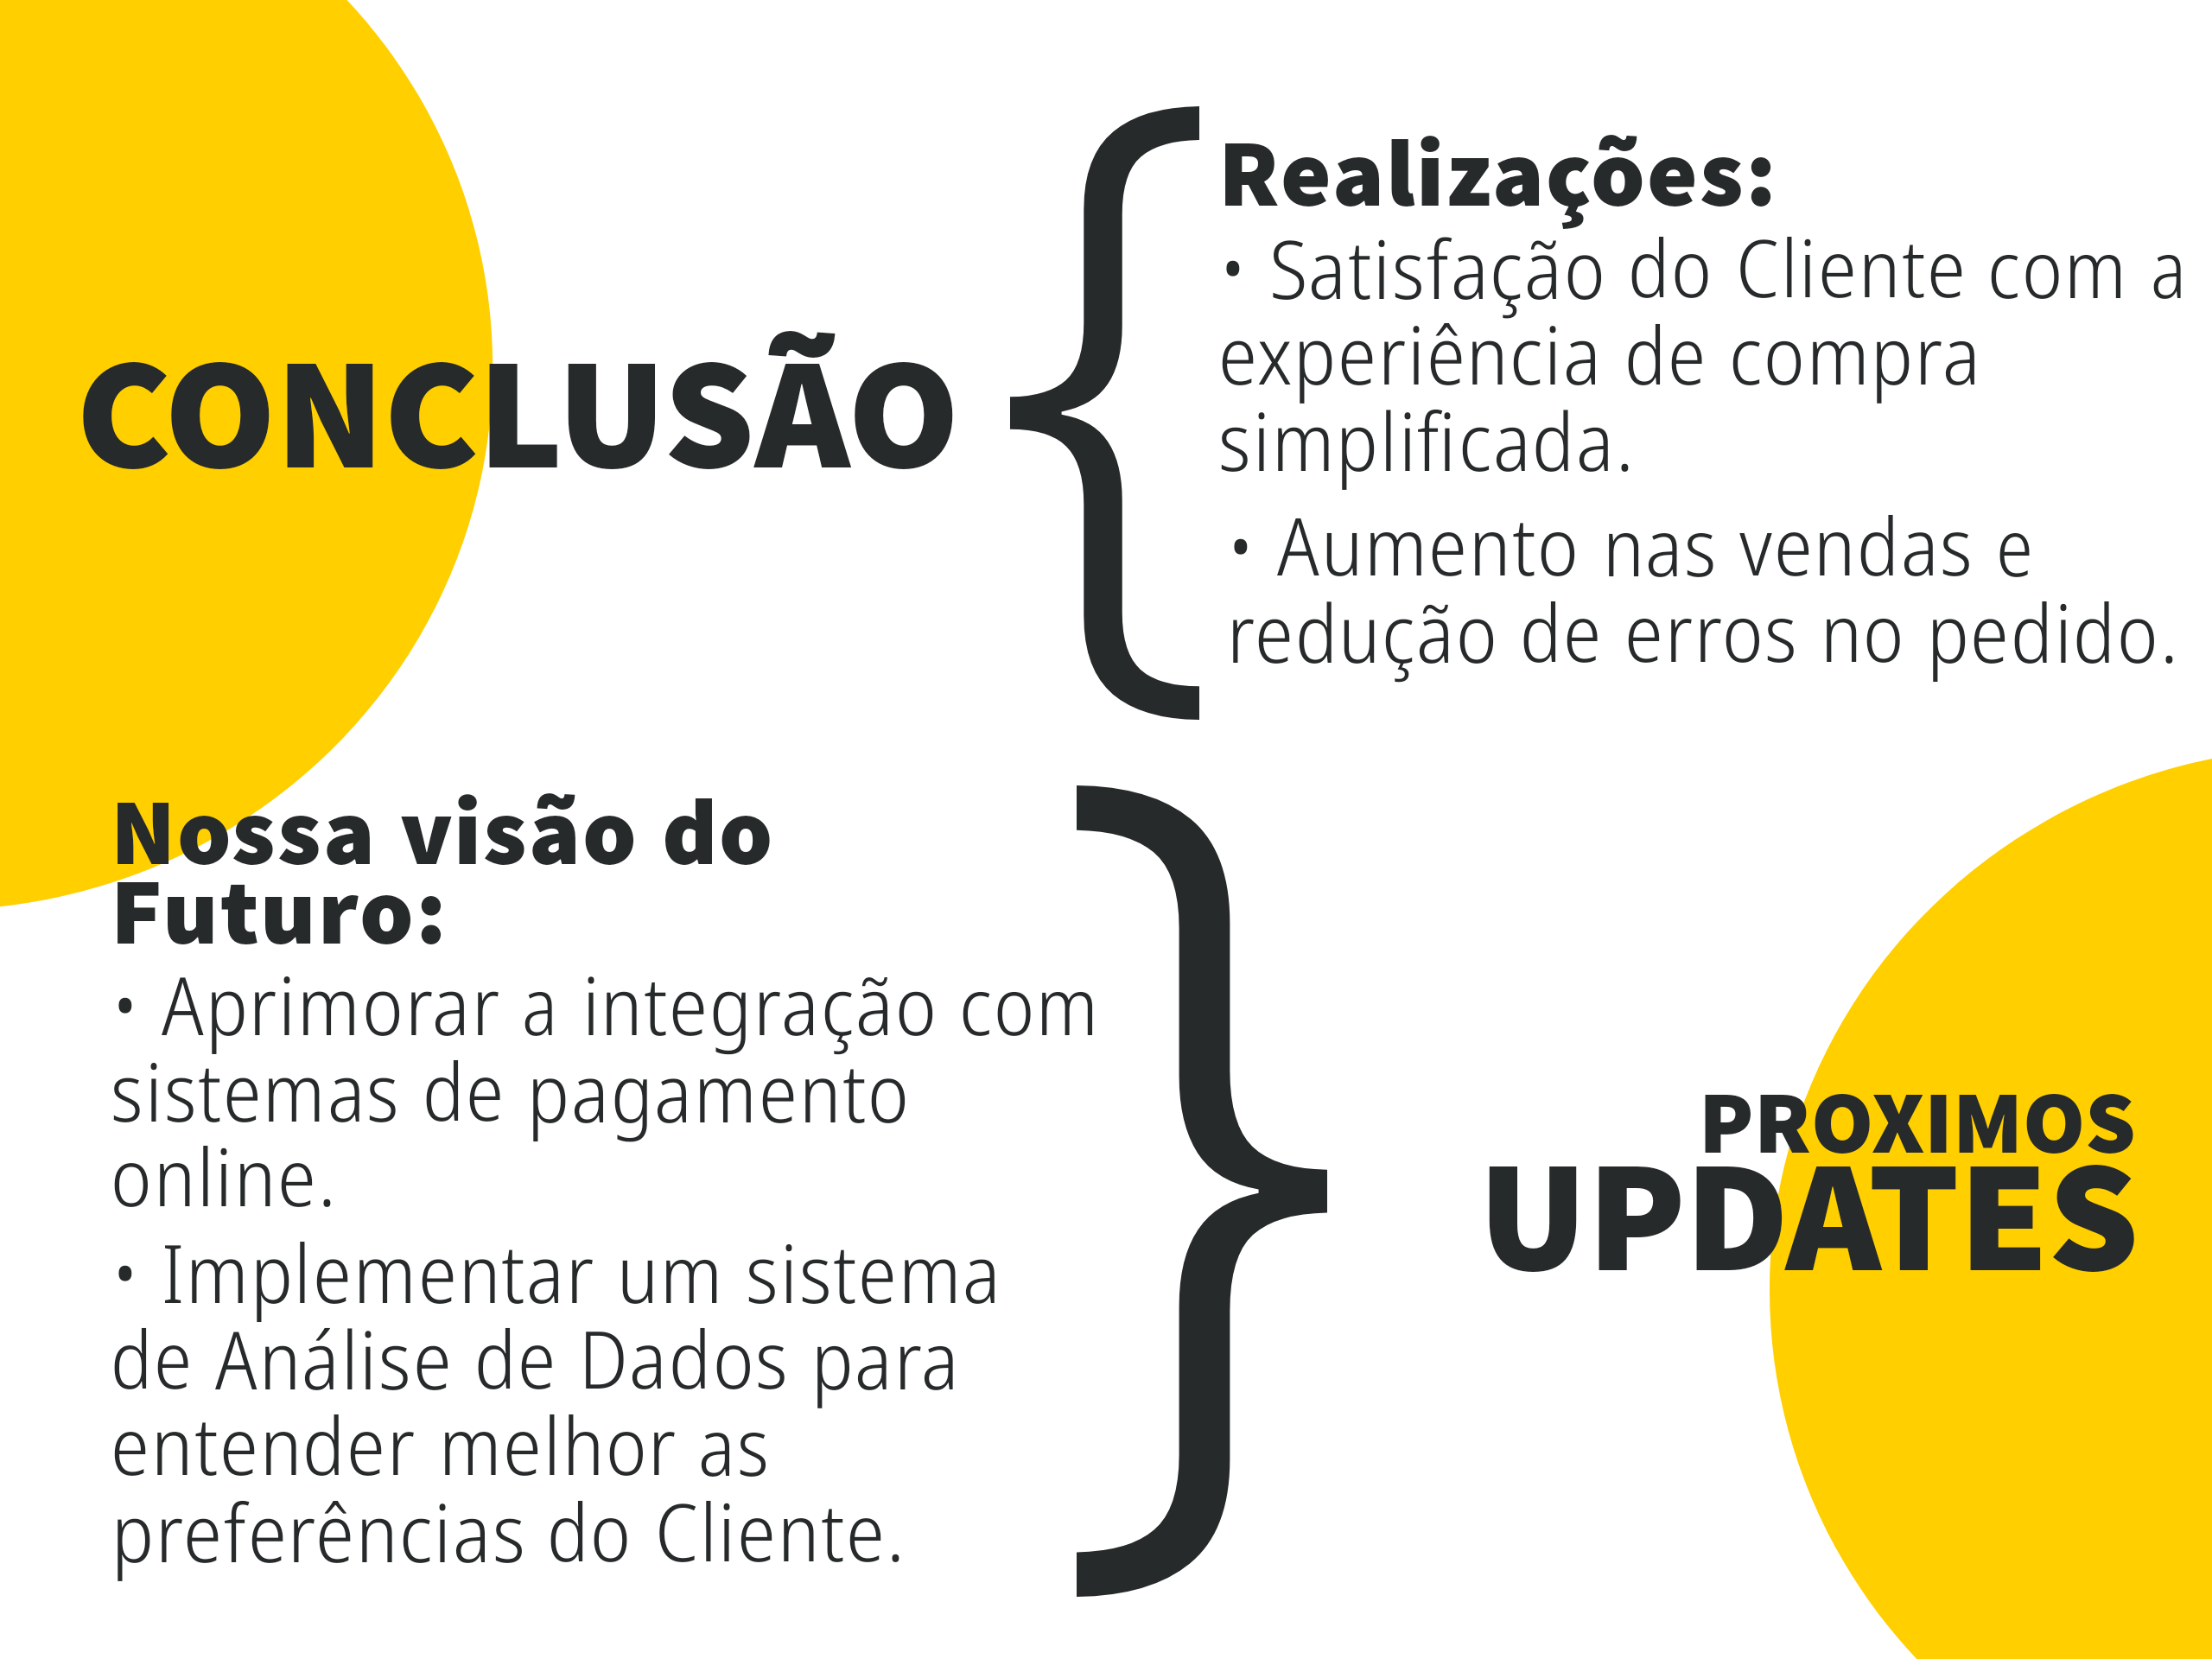 CONCLUSÃO
Realizações:
• Satisfação do Cliente com a
experiência de compra
simplificada.
• Aumento nas vendas e
redução de erros no pedido.
Nossa visão do
Futuro:
• Aprimorar a integração com
sistemas de pagamento
online.
• Implementar um sistema
de Análise de Dados para
entender melhor as
preferências do Cliente.
PROXIMOS
UPDATES